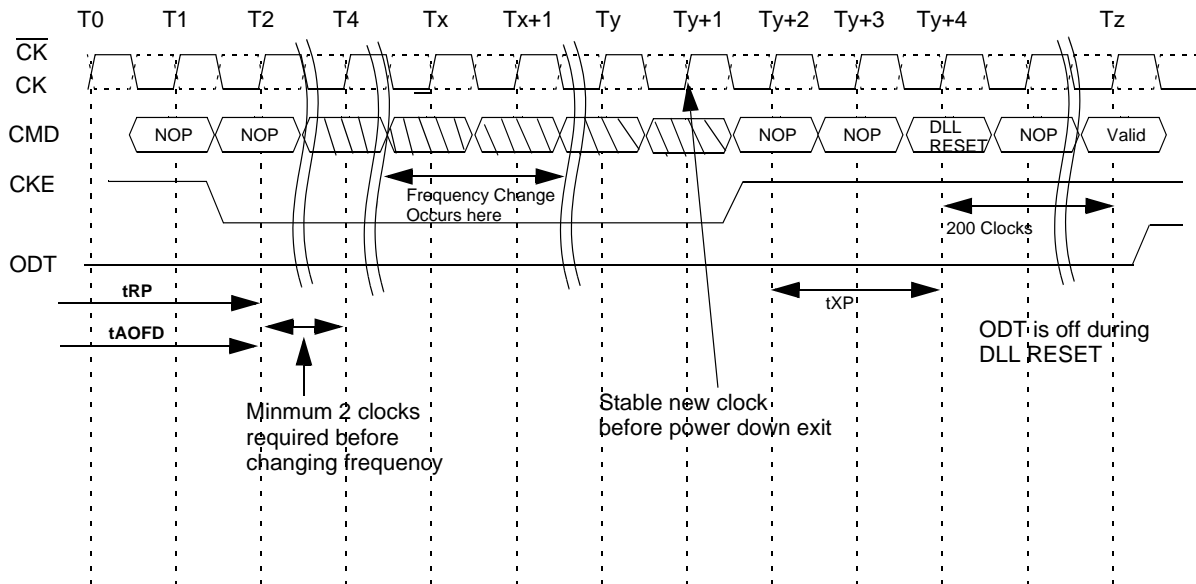 T0 T1 T2 T4 Tx Tx+1 Ty Ty+1 Ty+2 Ty+3 Ty+4 Tz
CK
CK
CMD NOP NOP NOP NOP DLL RESET NOP Valid
CKE
Frequency Change
Occurs here
200 Clocks
ODT
tRP
tXP
tAOFD
ODT is off during
DLL RESET
Minmum 2 clocks
required before
changing frequenoy
Stable new clock
before power down exit